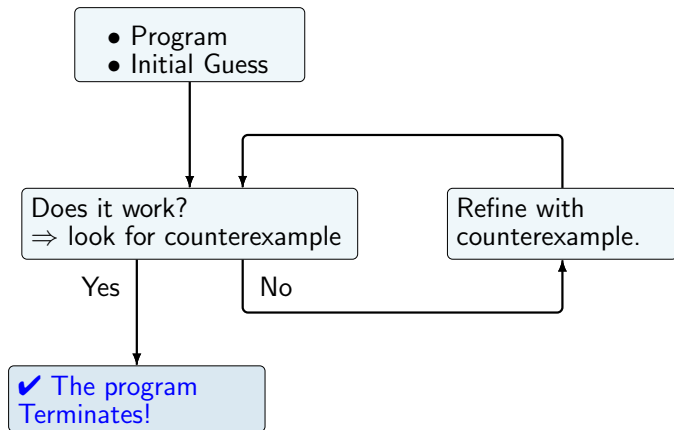 • Program
• Initial Guess
Does it work?
⇒ look for counterexample
Refine with
counterexample.
Yes
No
✔ The program
Terminates!